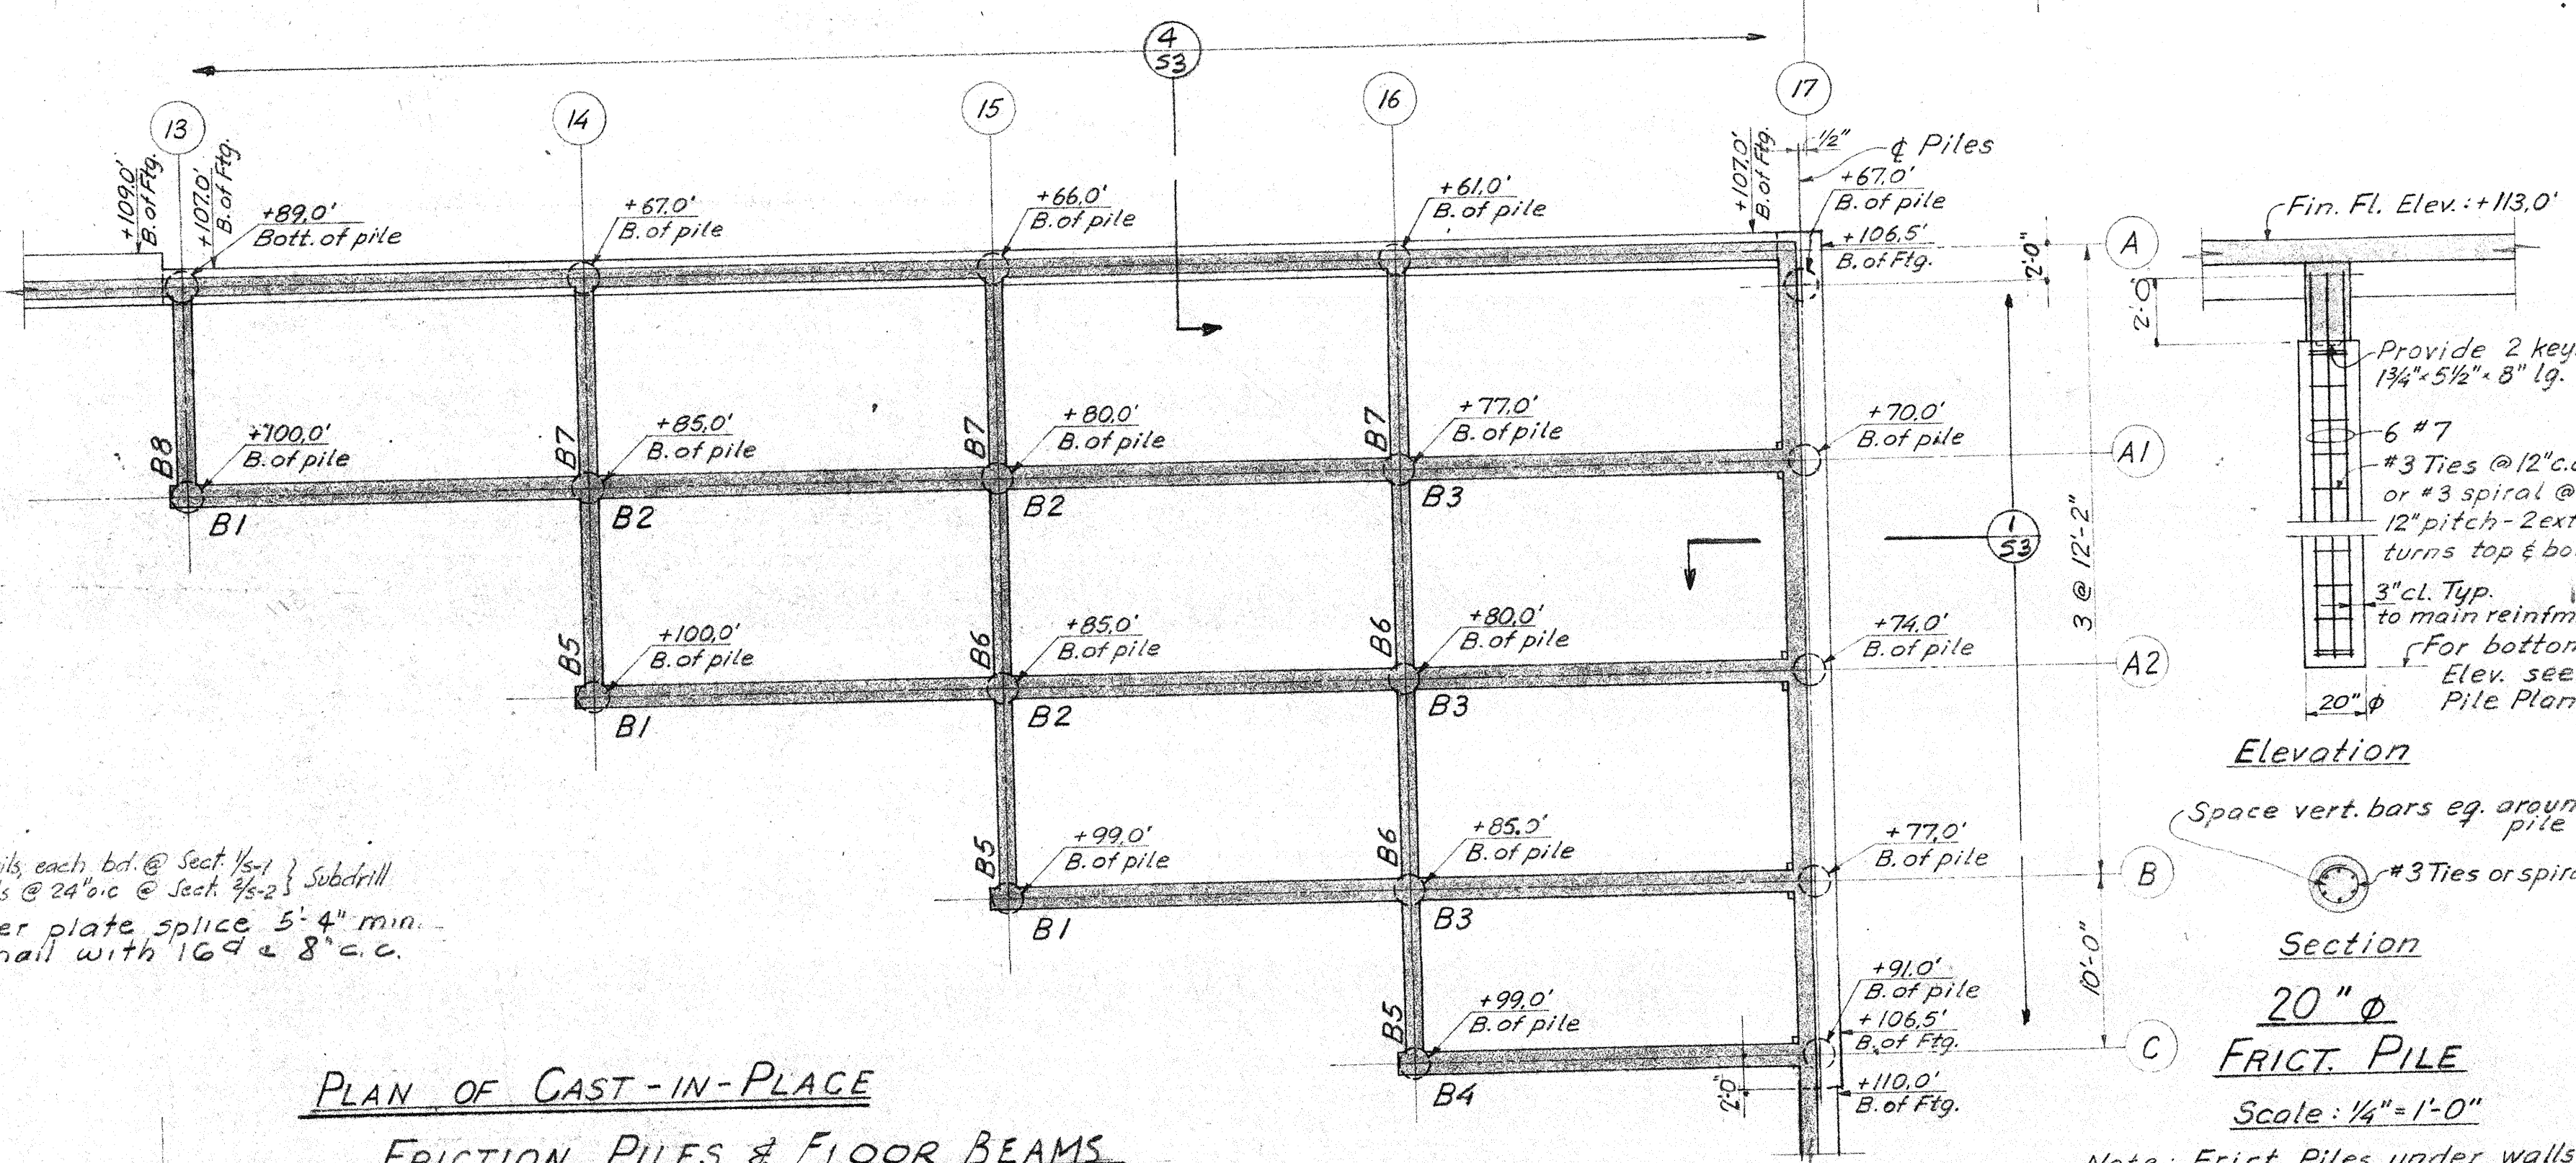 4
S3
13
14
15
16
17
+109.0'
B. of Ftg.
+107.0'
B. of Ftg.
+89.0'
Bott. of pile
+67.0'
B. of pile
+66.0'
B. of pile
+61.0'
B. of pile
+107.0'
B. of Ftg.
1/2"
℄ Piles
+67.0'
B. of pile
+106.5'
B. of Ftg.
2'-0"
A
Fin. Fl. Elev.: +113.0'
2'-0"
Provide 2 key
1 3/4" x 5 1/2" x 8" lg.
B8
+100.0'
B. of pile
B7
+85.0'
B. of pile
B7
+80.0'
B. of pile
B7
+77.0'
B. of pile
+70.0'
B. of pile
A1
B1
B2
B2
B3
6 #7
#3 Ties @ 12" c.c
or #3 spiral @
12" pitch - 2 ext
turns top & bo
3 @ 12'-2"
1
S3
B5
+100.0'
B. of pile
B6
+85.0'
B. of pile
B6
+80.0'
B. of pile
+74.0'
B. of pile
A2
B1
B2
B3
3" cl. Typ.
to main reinfm
For bottom
Elev. see
Pile Plan
20" ϕ
Elevation
B5
+99.0'
B. of pile
B6
+85.0'
B. of pile
+77.0'
B. of pile
B
B1
B3
Space vert. bars eq. aroun
pile
#3 Ties or spira
Section
ils, each bd. @ Sect. 1/S-1
s @ 24" o.c @ Sect. 2/S-2 } Subdrill
er plate splice 5'-4" min.
nail with 16d @ 8" c.c.
10'-0"
B5
+99.0'
B. of pile
+91.0'
B. of pile
+106.5'
B. of Ftg.
C
B4
2'-0"
+110.0'
B. of Ftg.
20" ϕ
FRICT. PILE
Scale: 1/4" = 1'-0"
Note: Frict. Piles under walls
PLAN OF CAST-IN-PLACE
FRICTION PILES & FLOOR BEAMS